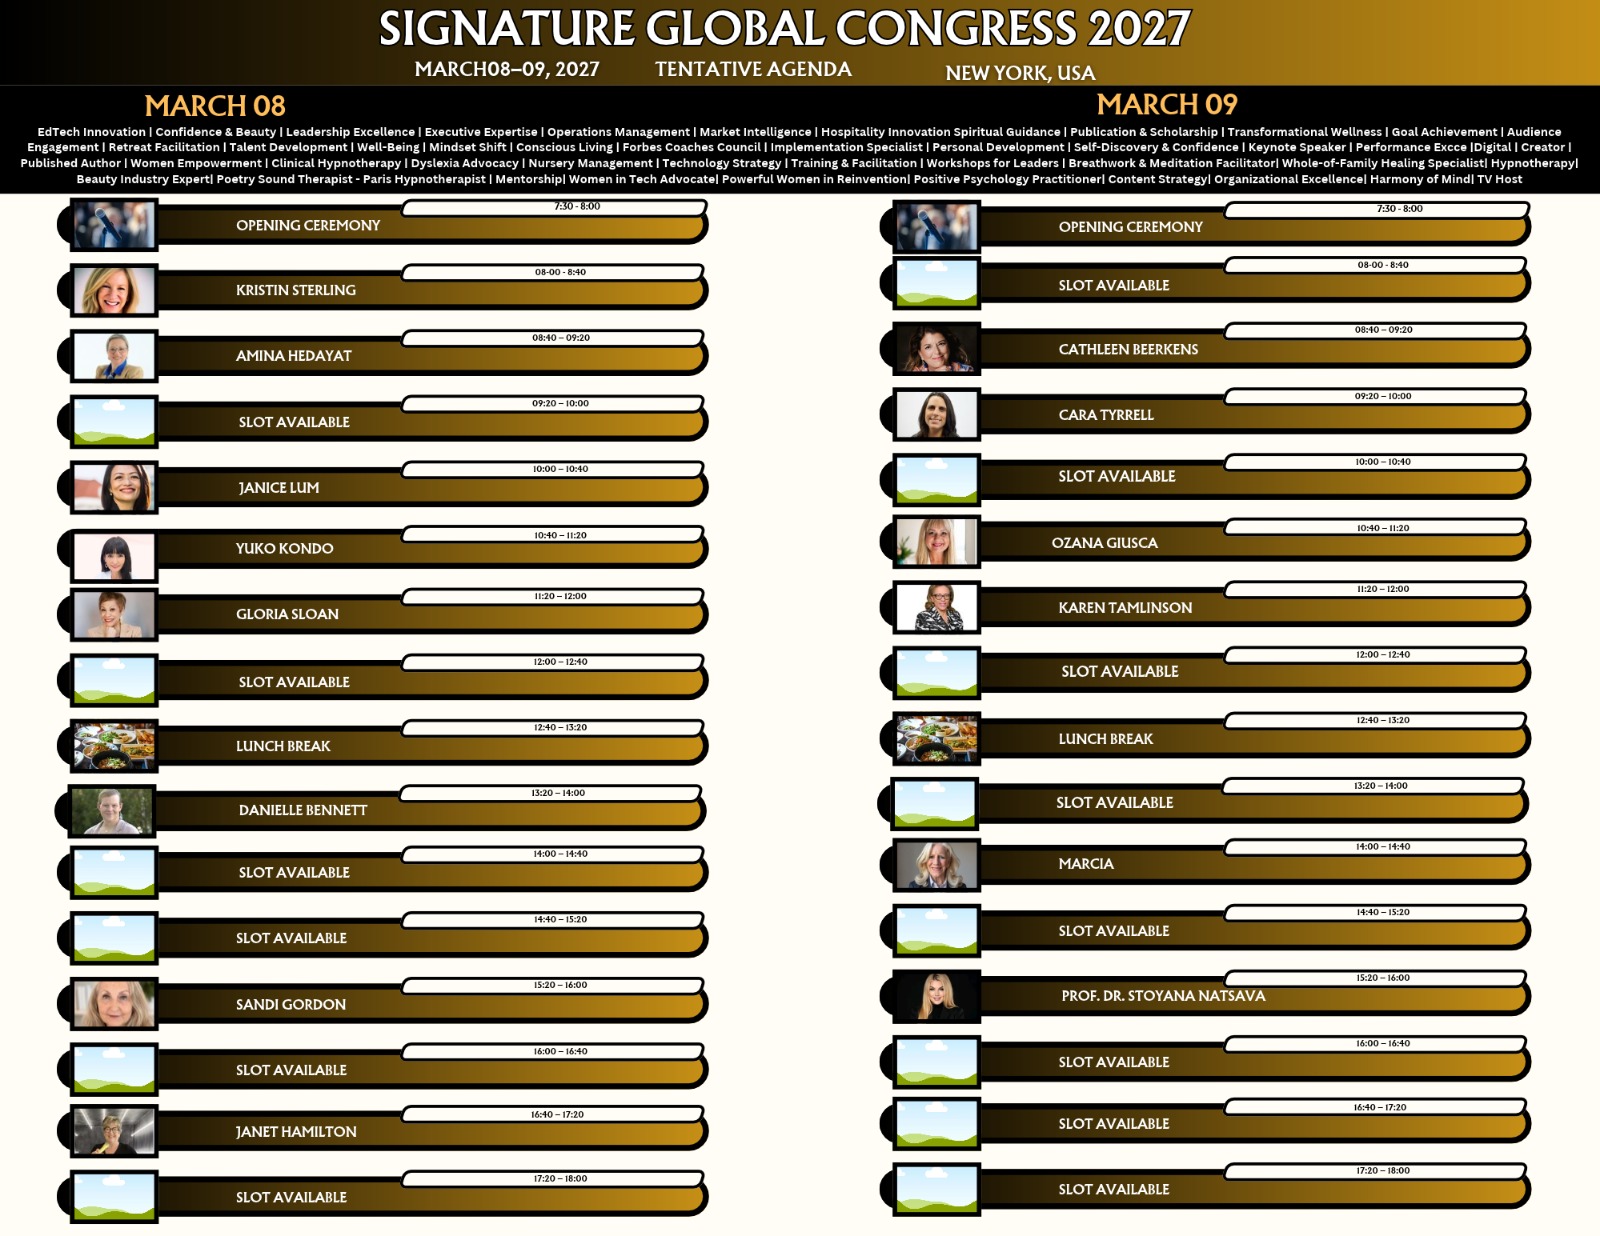 SIGNATURE GLOBAL CONGRESS 2027
MARCH08–09, 2027 TENTATIVE AGENDA NEW YORK, USA
MARCH 08
MARCH 09
EdTech Innovation | Confidence & Beauty | Leadership Excellence | Executive Expertise | Operations Management | Market Intelligence | Hospitality Innovation Spiritual Guidance | Publication & Scholarship | Transformational Wellness | Goal Achievement | Audience
Engagement | Retreat Facilitation | Talent Development | Well-Being | Mindset Shift | Conscious Living | Forbes Coaches Council | Implementation Specialist | Personal Development | Self-Discovery & Confidence | Keynote Speaker | Performance Excce |Digital | Creator |
Published Author | Women Empowerment | Clinical Hypnotherapy | Dyslexia Advocacy | Nursery Management | Technology Strategy | Training & Facilitation | Workshops for Leaders | Breathwork & Meditation Facilitator| Whole-of-Family Healing Specialist| Hypnotherapy|
Beauty Industry Expert| Poetry Sound Therapist - Paris Hypnotherapist | Mentorship| Women in Tech Advocate| Powerful Women in Reinvention| Positive Psychology Practitioner| Content Strategy| Organizational Excellence| Harmony of Mind| TV Host
7:30 - 8:00
OPENING CEREMONY
08-00 - 8:40
KRISTIN STERLING
08:40 – 09:20
AMINA HEDAYAT
09:20 – 10:00
SLOT AVAILABLE
10:00 – 10:40
JANICE LUM
10:40 – 11:20
YUKO KONDO
11:20 – 12:00
GLORIA SLOAN
12:00 – 12:40
SLOT AVAILABLE
12:40 – 13:20
LUNCH BREAK
13:20 – 14:00
DANIELLE BENNETT
14:00 – 14:40
SLOT AVAILABLE
14:40 – 15:20
SLOT AVAILABLE
15:20 – 16:00
SANDI GORDON
16:00 – 16:40
SLOT AVAILABLE
16:40 – 17:20
JANET HAMILTON
17:20 – 18:00
SLOT AVAILABLE
7:30 - 8:00
OPENING CEREMONY
08-00 - 8:40
SLOT AVAILABLE
08:40 – 09:20
CATHLEEN BEERKENS
09:20 – 10:00
CARA TYRRELL
10:00 – 10:40
SLOT AVAILABLE
10:40 – 11:20
OZANA GIUSCA
11:20 – 12:00
KAREN TAMLINSON
12:00 – 12:40
SLOT AVAILABLE
12:40 – 13:20
LUNCH BREAK
13:20 – 14:00
SLOT AVAILABLE
14:00 – 14:40
MARCIA
14:40 – 15:20
SLOT AVAILABLE
15:20 – 16:00
PROF. DR. STOYANA NATSAVA
16:00 – 16:40
SLOT AVAILABLE
16:40 – 17:20
SLOT AVAILABLE
17:20 – 18:00
SLOT AVAILABLE